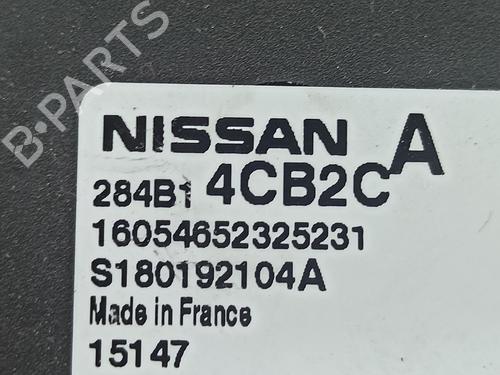 B-PARTS
NISSAN A
284B1 4CB2C
16054652325231
S180192104A
Made in France
15147